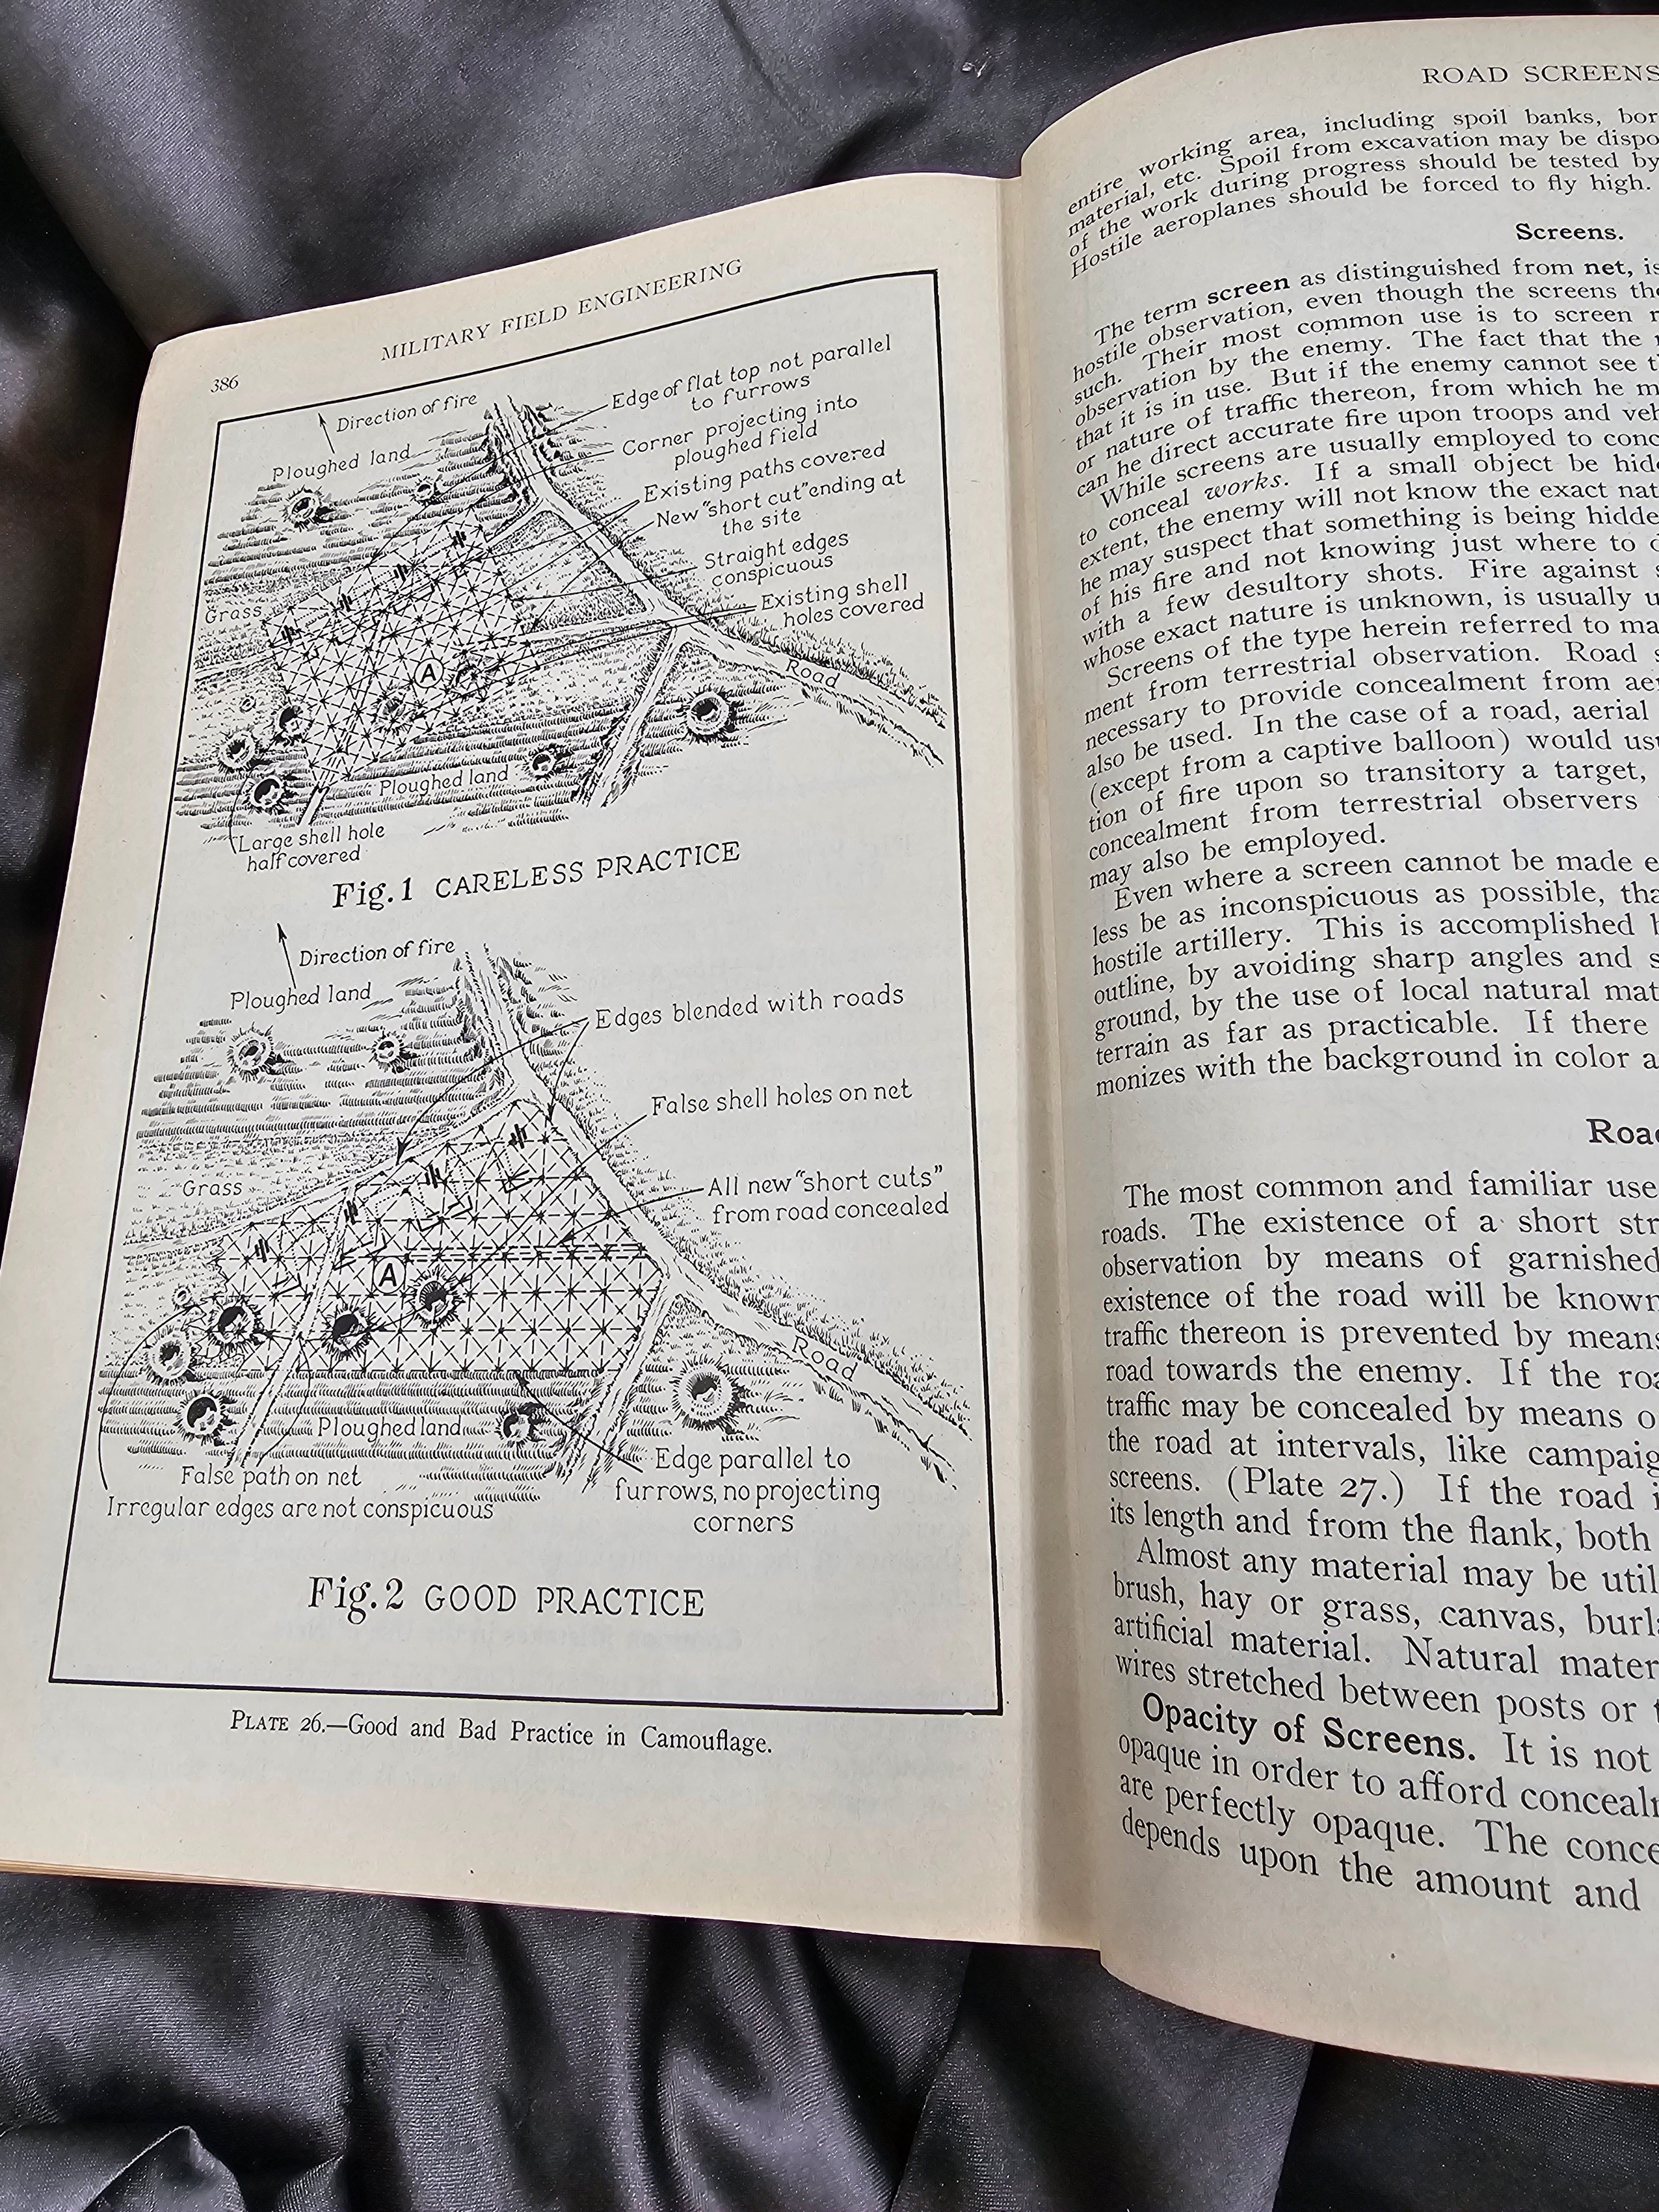 386
MILITARY FIELD ENGINEERING
Direction of fire
Ploughed land
Edge of flat top not parallel
to furrows
Corner projecting into
ploughed field
Existing paths covered
New "short cut" ending at
the site
Straight edges
conspicuous
Existing shell
holes covered
Grass
A
Road
Ploughed land
Large shell hole
half covered
Fig.1 CARELESS PRACTICE
Direction of fire
Ploughed land
Edges blended with roads
False shell holes on net
All new "short cuts"
from road concealed
Grass
A
Road
Ploughed land
False path on net
Irregular edges are not conspicuous
Edge parallel to
furrows, no projecting
corners
Fig.2 GOOD PRACTICE
PLATE 26.—Good and Bad Practice in Camouflage.
ROAD SCREENS
entire working area, including spoil banks,
material, etc. Spoil from excavation may be
of the work during progress should be tested by
Hostile aeroplanes should be forced to fly high.
Screens.
The term screen as distinguished from net,
hostile observation, even though the screens
such. Their most common use is to screen
observation by the enemy. The fact that the
that it is in use. But if the enemy cannot see
or nature of traffic thereon, from which he
can he direct accurate fire upon troops and
While screens are usually employed to
to conceal works. If a small object be
extent, the enemy will not know the exact
he may suspect that something is being
of his fire and not knowing just where to
with a few desultory shots. Fire against
whose exact nature is unknown, is usually
Screens of the type herein referred to
ment from terrestrial observation. Road
necessary to provide concealment from
also be used. In the case of a road, aerial
(except from a captive balloon) would
tion of fire upon so transitory a target,
concealment from terrestrial observers
may also be employed.
Even where a screen cannot be made
less be as inconspicuous as possible,
hostile artillery. This is accomplished
outline, by avoiding sharp angles and
ground, by the use of local natural
terrain as far as practicable. If there
monizes with the background in color
The most common and familiar use
roads. The existence of a short
observation by means of garnished
existence of the road will be known
traffic thereon is prevented by means
road towards the enemy. If the
traffic may be concealed by means
the road at intervals, like
screens. (Plate 27.) If the road
its length and from the flank, both
Almost any material may be
brush, hay or grass, canvas,
artificial material. Natural
wires stretched between posts or
Opacity of Screens. It is not
opaque in order to afford
are perfectly opaque. The
depends upon the amount and